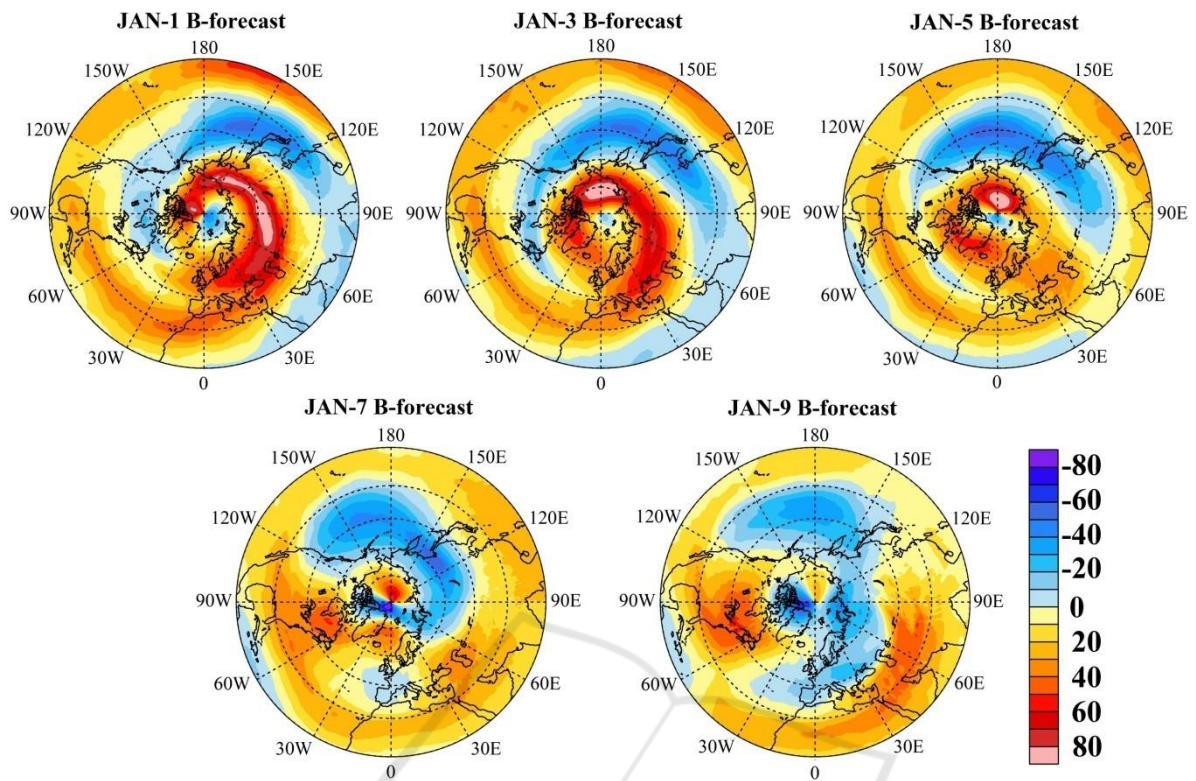 JAN-1 B-forecast
180
150W 150E
120W 120E
90W 90E
60W 60E
30W 30E
0
JAN-3 B-forecast
180
150W 150E
120W 120E
90W 90E
60W 60E
30W 30E
0
JAN-5 B-forecast
180
150W 150E
120W 120E
90W 90E
60W 60E
30W 30E
0
JAN-7 B-forecast
180
150W 150E
120W 120E
90W 90E
60W 60E
30W 30E
0
JAN-9 B-forecast
180
150W 150E
120W 120E
90W 90E
60W 60E
30W 30E
0
-80
-60
-40
-20
0
20
40
60
80